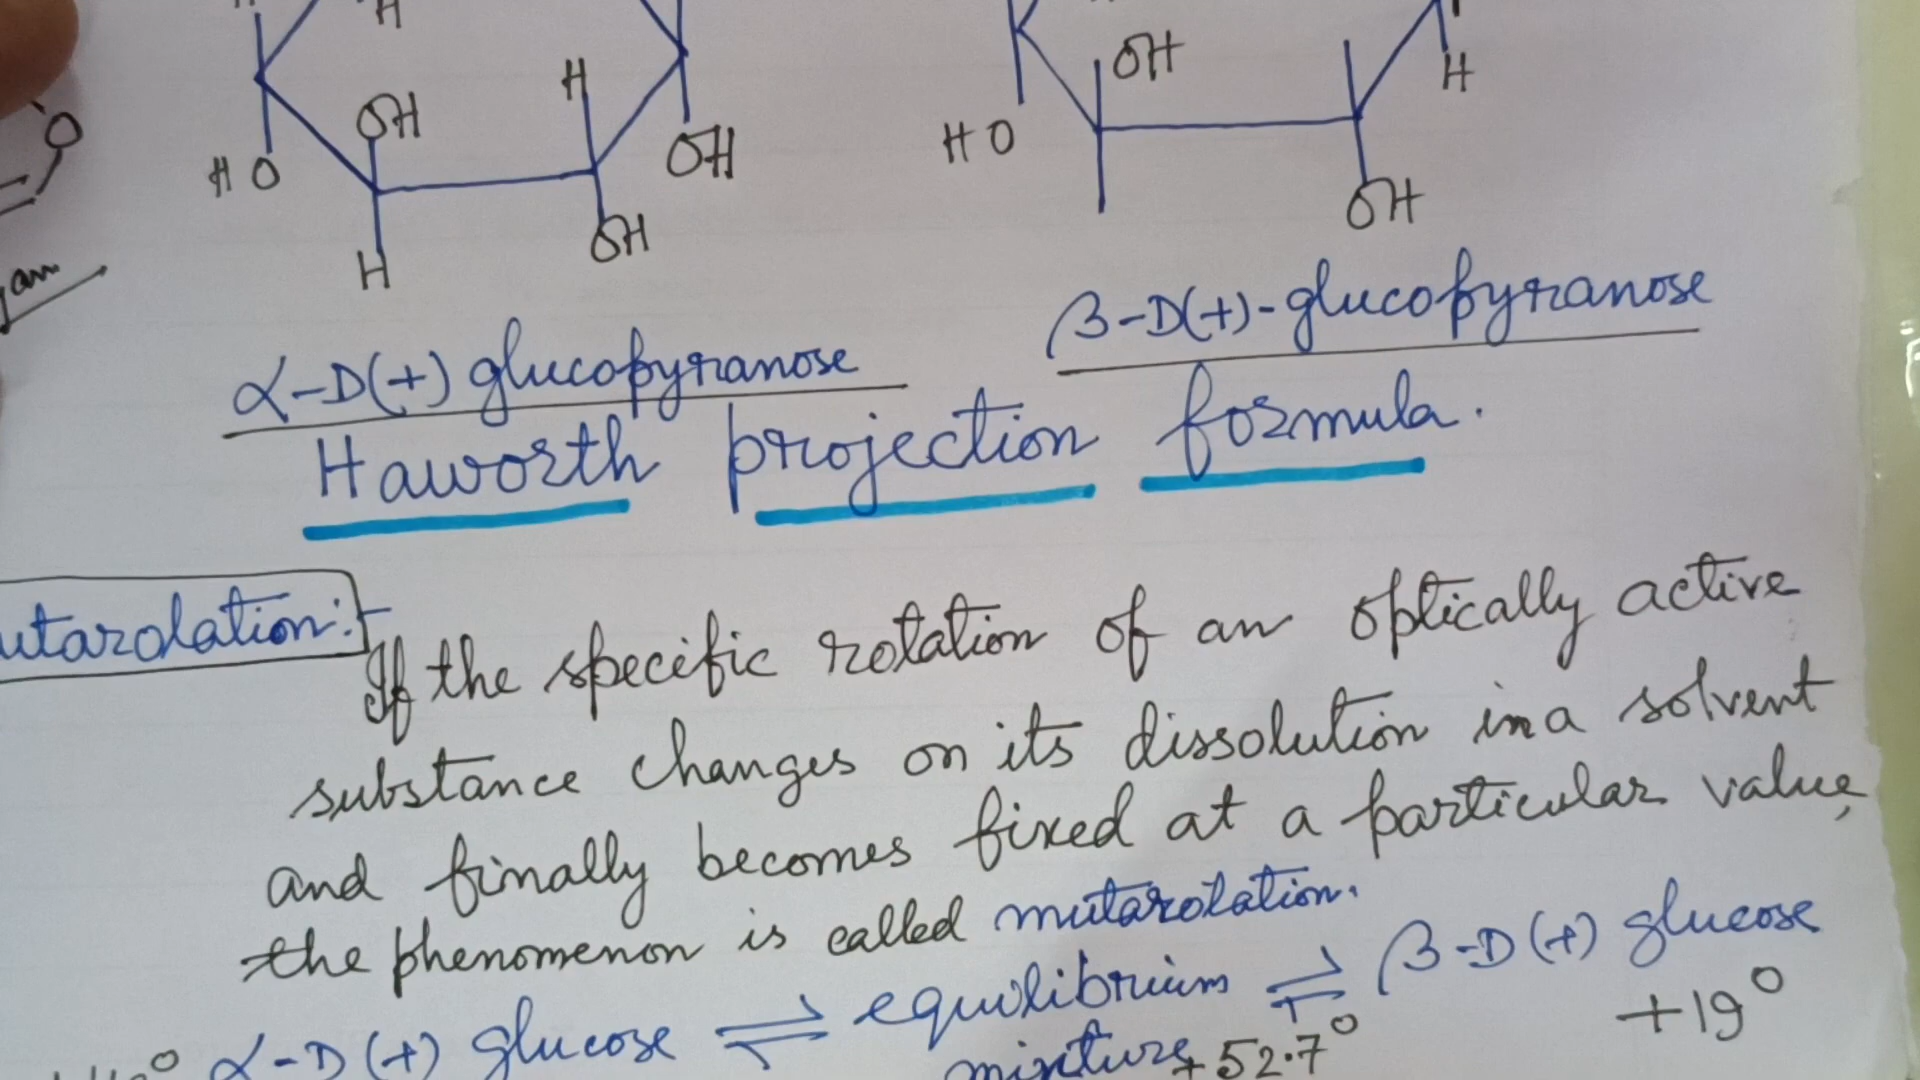 H
OH
H
OH
H
O
HO
OH
HO
OH
OH
H
OH
H
α-D(+) glucopyranose
β-D(+)-glucopyranose
Haworth projection formula.
utarotation:-
If the specific rotation of an optically active
substance changes on its dissolution in a solvent
and finally becomes fixed at a particular value,
the phenomenon is called mutarotation.
α-D(+) glucose ⇌ equilibrium ⇌ β-D(+) glucose
mixture +52.7° +19°